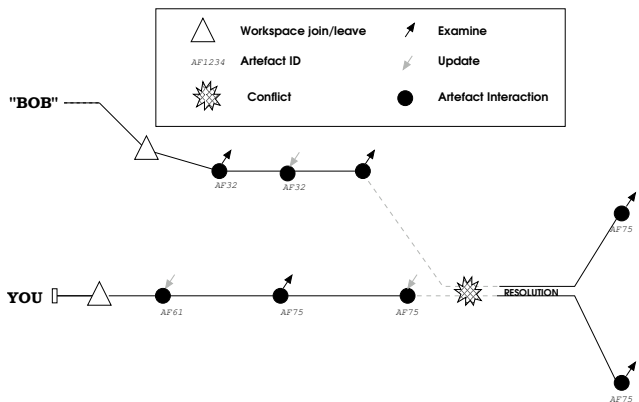 Workspace join/leave
Examine
AF1234
Artefact ID
Update
Conflict
Artefact Interaction
"BOB"
AF32
AF32
AF75
YOU
RESOLUTION
AF61
AF75
AF75
AF75